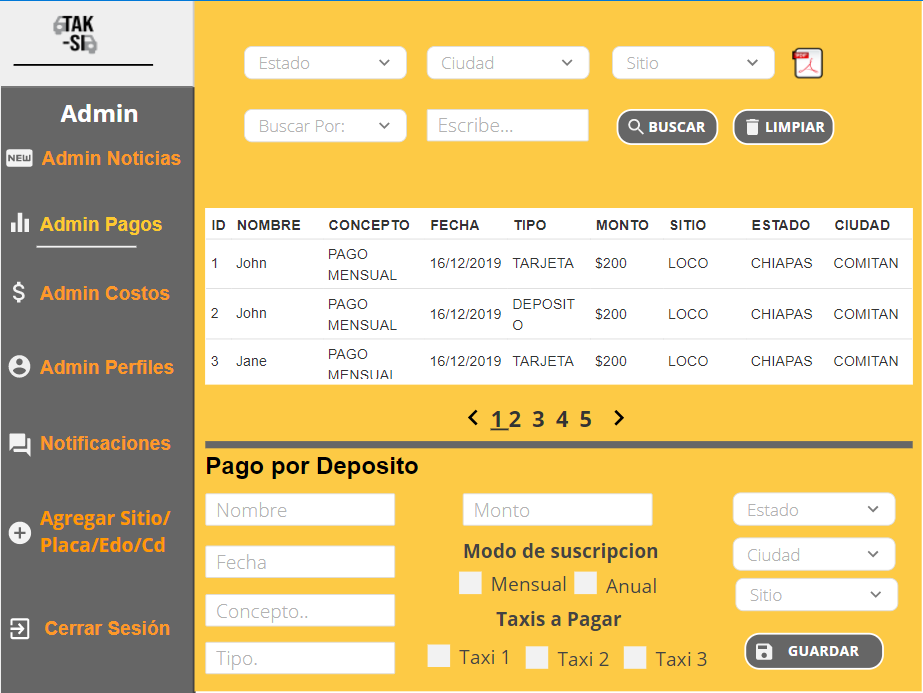 TAK
-SI
Admin
NEW Admin Noticias
Admin Pagos
$ Admin Costos
Admin Perfiles
Notificaciones
Agregar Sitio/
Placa/Edo/Cd
Cerrar Sesión
Estado Ciudad Sitio PDF
Buscar Por: Escribe... BUSCAR LIMPIAR
ID NOMBRE CONCEPTO FECHA TIPO MONTO SITIO ESTADO CIUDAD
1 John PAGO MENSUAL 16/12/2019 TARJETA $200 LOCO CHIAPAS COMITAN
2 John PAGO MENSUAL 16/12/2019 DEPOSITO $200 LOCO CHIAPAS COMITAN
3 Jane PAGO MENSUAL 16/12/2019 TARJETA $200 LOCO CHIAPAS COMITAN
1 2 3 4 5
Pago por Deposito
Nombre
Fecha
Concepto..
Tipo.
Monto
Modo de suscripcion
Mensual Anual
Taxis a Pagar
Taxi 1 Taxi 2 Taxi 3
Estado
Ciudad
Sitio
GUARDAR